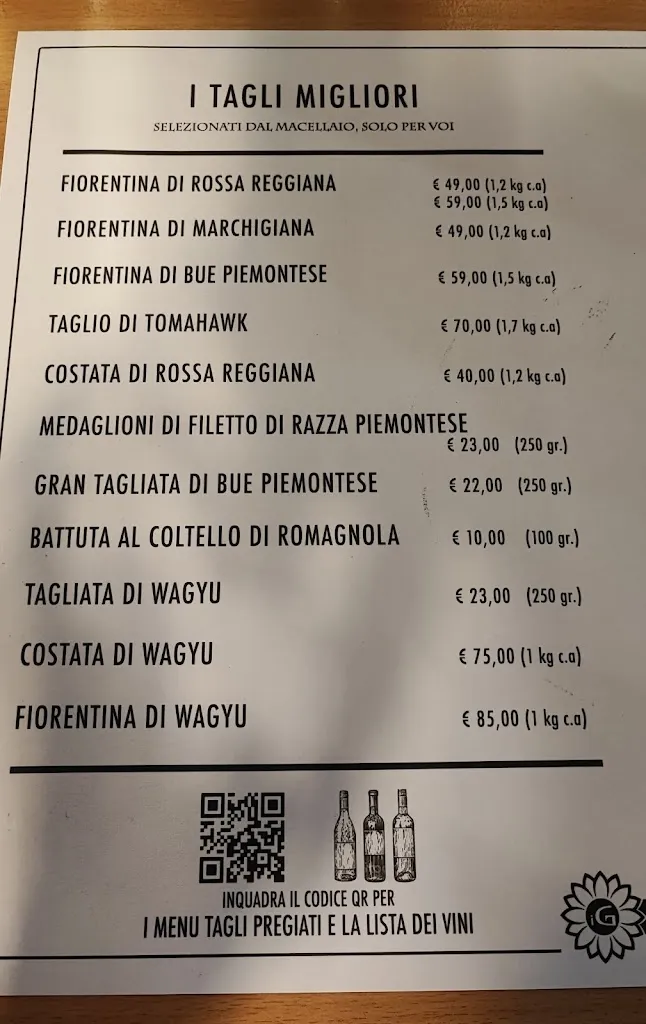 I TAGLI MIGLIORI
SELEZIONATI DAL MACELLAIO, SOLO PER VOI
FIORENTINA DI ROSSA REGGIANA € 49,00 (1,2 kg c.a)
€ 59,00 (1,5 kg c.a)
FIORENTINA DI MARCHIGIANA € 49,00 (1,2 kg c.a)
FIORENTINA DI BUE PIEMONTESE € 59,00 (1,5 kg c.a)
TAGLIO DI TOMAHAWK € 70,00 (1,7 kg c.a)
COSTATA DI ROSSA REGGIANA € 40,00 (1,2 kg c.a)
MEDAGLIONI DI FILETTO DI RAZZA PIEMONTESE
€ 23,00 (250 gr.)
GRAN TAGLIATA DI BUE PIEMONTESE € 22,00 (250 gr.)
BATTUTA AL COLTELLO DI ROMAGNOLA € 10,00 (100 gr.)
TAGLIATA DI WAGYU € 23,00 (250 gr.)
COSTATA DI WAGYU € 75,00 (1 kg c.a)
FIORENTINA DI WAGYU € 85,00 (1 kg c.a)
INQUADRA IL CODICE QR PER
I MENU TAGLI PREGIATI E LA LISTA DEI VINI
iG